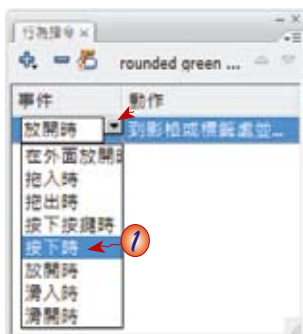 行為指令 ×
rounded green ...
事件 動作
放開時 到影格或標籤處並...
在外面放開時
拖入時
拖出時
按下按鍵時
按下時
1
放開時
滑入時
滑開時